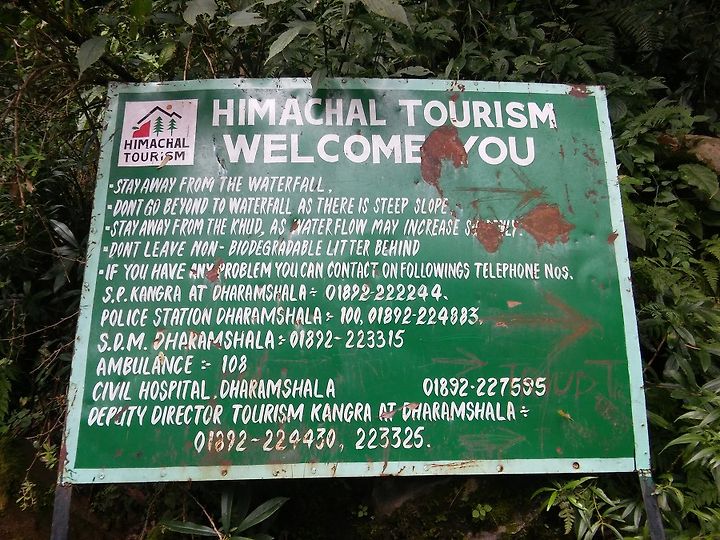 HIMACHAL TOURISM
HIMACHAL TOURISM
WELCOME YOU
• STAY AWAY FROM THE WATERFALL.
• DONT GO BEYOND TO WATERFALL AS THERE IS STEEP SLOPE.
• STAY AWAY FROM THE KHUD, AS WATER FLOW MAY INCREASE
• DONT LEAVE NON-BIODEGRADABLE LITTER BEHIND
• IF YOU HAVE ANY PROBLEM YOU CAN CONTACT ON FOLLOWINGS TELEPHONE NOS.
S.P. KANGRA AT DHARAMSHALA:- 01892-222244.
POLICE STATION DHARAMSHALA:- 100, 01892-224883,
S.D.M. DHARAMSHALA:- 01892-223315
AMBULANCE :- 108
CIVIL HOSPITAL DHARAMSHALA 01892-227595
DEPUTY DIRECTOR TOURISM KANGRA AT DHARAMSHALA:-
01892-224430, 223325.